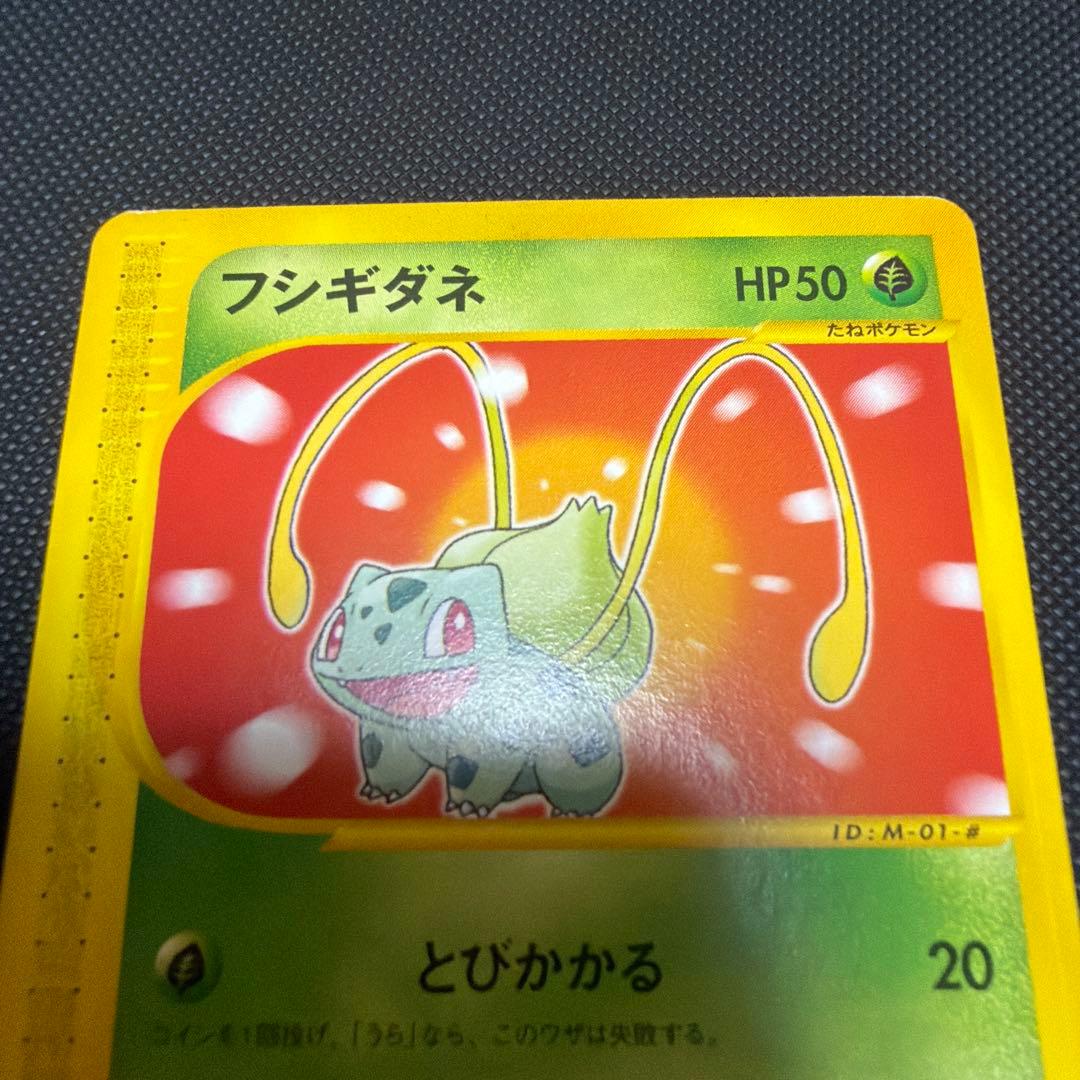 フシギダネ HP50
たねポケモン
ID:M-01-#
とびかかる 20
コインを1回投げ、「うら」なら、このワザは失敗する。